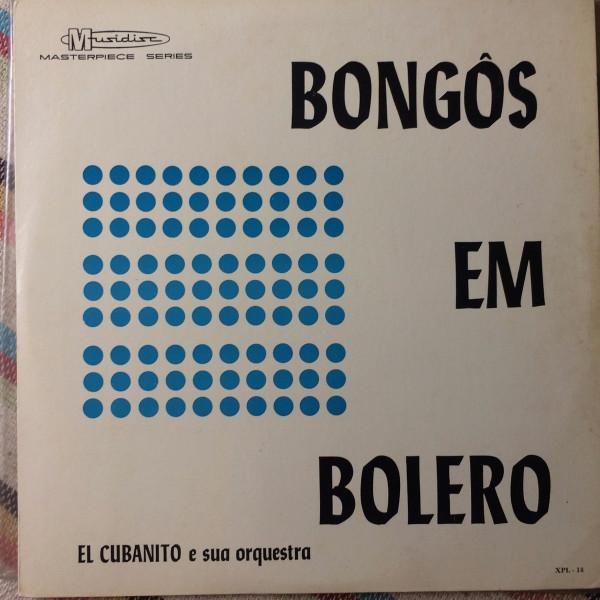 Musidisc
MASTERPIECE SERIES
BONGÔS
EM
BOLERO
EL CUBANITO e sua orquestra
XPL - 14